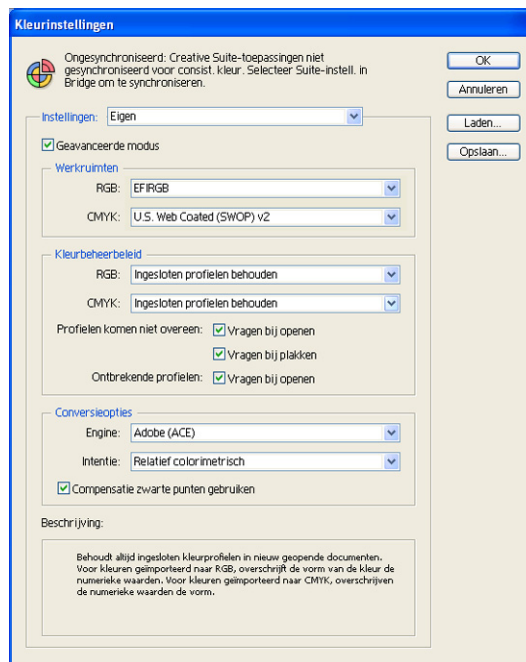 Kleurinstellingen
Ongesynchroniseerd: Creative Suite-toepassingen niet
gesynchroniseerd voor consist. kleur. Selecteer Suite-instell. in
Bridge om te synchroniseren.
OK
Annuleren
Laden...
Opslaan...
Instellingen: Eigen
Geavanceerde modus
Werkruimten
RGB: EFIRGB
CMYK: U.S. Web Coated (SWOP) v2
Kleurbeheerbeleid
RGB: Ingesloten profielen behouden
CMYK: Ingesloten profielen behouden
Profielen komen niet overeen: Vragen bij openen
Vragen bij plakken
Ontbrekende profielen: Vragen bij openen
Conversieopties
Engine: Adobe (ACE)
Intentie: Relatief colorimetrisch
Compensatie zwarte punten gebruiken
Beschrijving:
Behoudt altijd ingesloten kleurprofielen in nieuw geopende documenten.
Voor kleuren geïmporteerd naar RGB, overschrijft de vorm van de kleur de
numerieke waarden. Voor kleuren geïmporteerd naar CMYK, overschrijven
de numerieke waarden de vorm.